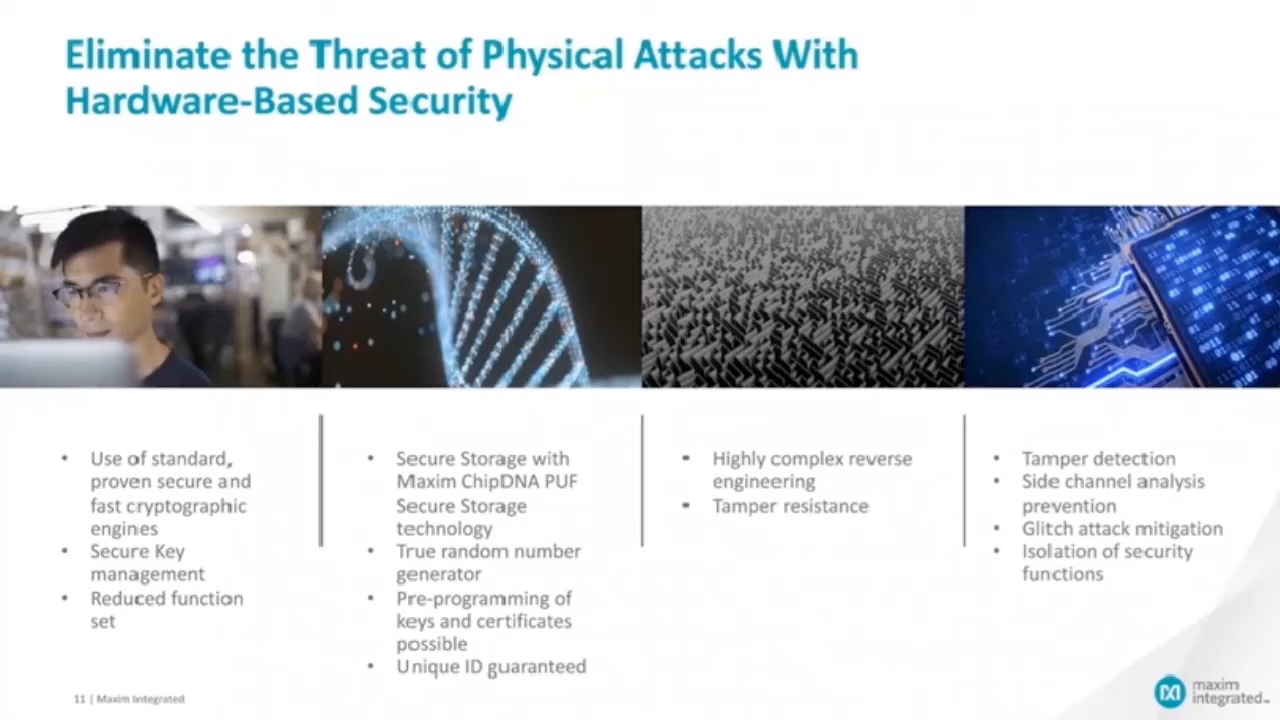 Eliminate the Threat of Physical Attacks With
Hardware-Based Security
• Use of standard,
proven secure and
fast cryptographic
engines
• Secure Key
management
• Reduced function
set
• Secure Storage with
Maxim ChipDNA PUF
Secure Storage
technology
• True random number
generator
• Pre-programming of
keys and certificates
possible
• Unique ID guaranteed
• Highly complex reverse
engineering
• Tamper resistance
• Tamper detection
• Side channel analysis
prevention
• Glitch attack mitigation
• Isolation of security
functions
11 | Maxim Integrated
maxim
integrated™